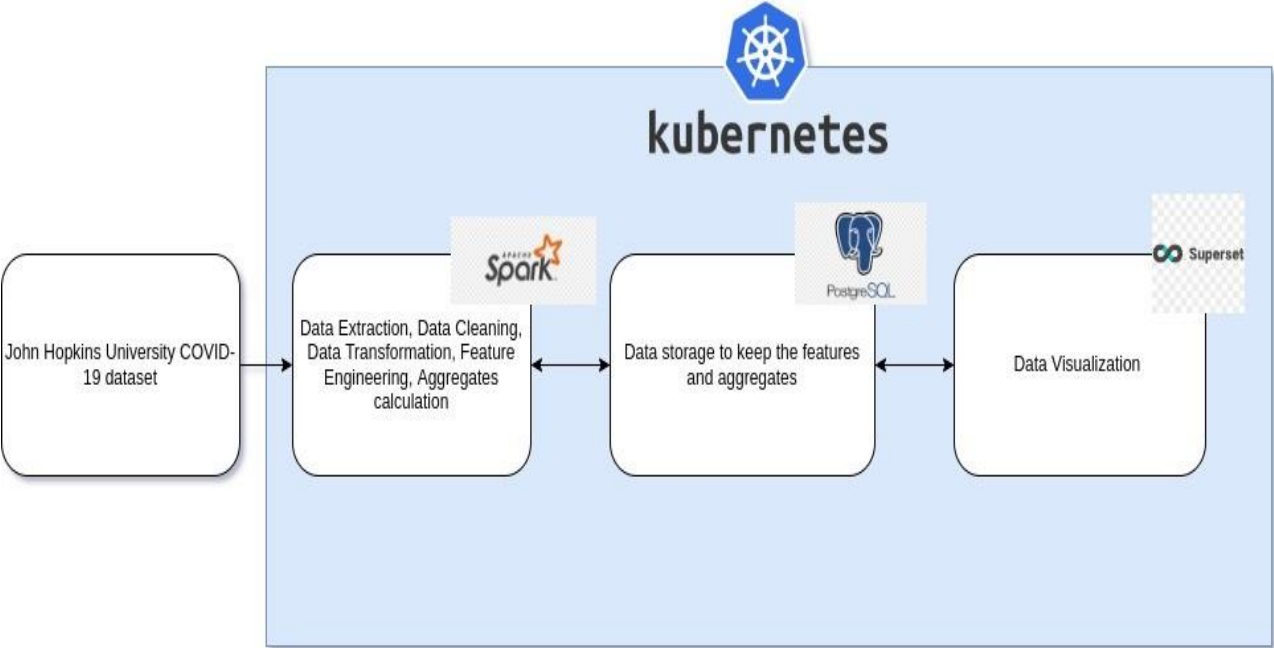 kubernetes
APACHE
Spark
PostgreSQL
Superset
John Hopkins University COVID-
19 dataset
Data Extraction, Data Cleaning,
Data Transformation, Feature
Engineering, Aggregates
calculation
Data storage to keep the features
and aggregates
Data Visualization